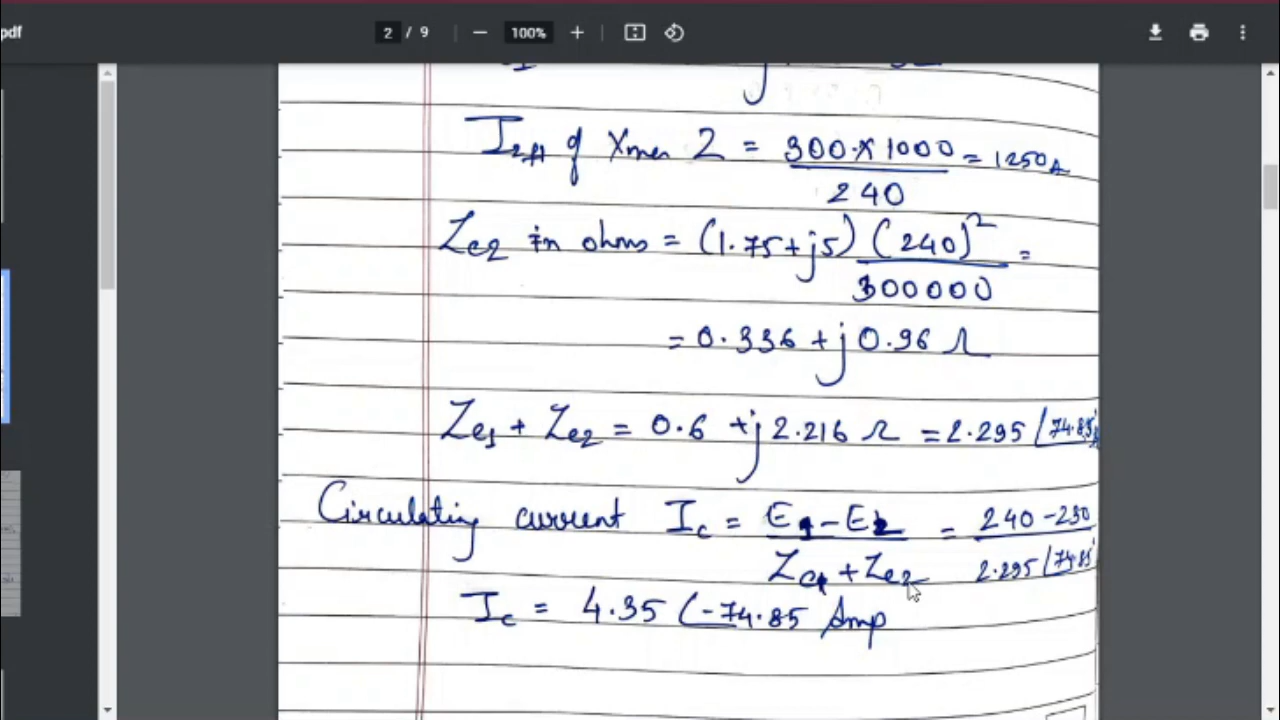 pdf
2 / 9
100%
I₂fl of Xmer 2 = 300 × 1000 / 240 = 1250A
Ze2 in ohms = (1.75+j5) (240)² / 300000 =
= 0.336 + j 0.96 Ω
Ze1 + Ze2 = 0.6 + j 2.216 Ω = 2.295 ∠74.85
Circulating current Ic = E1 - E2 / Ze1 + Ze2 = 240 - 230 / 2.295 ∠74.85
Ic = 4.35 ∠-74.85 Amp